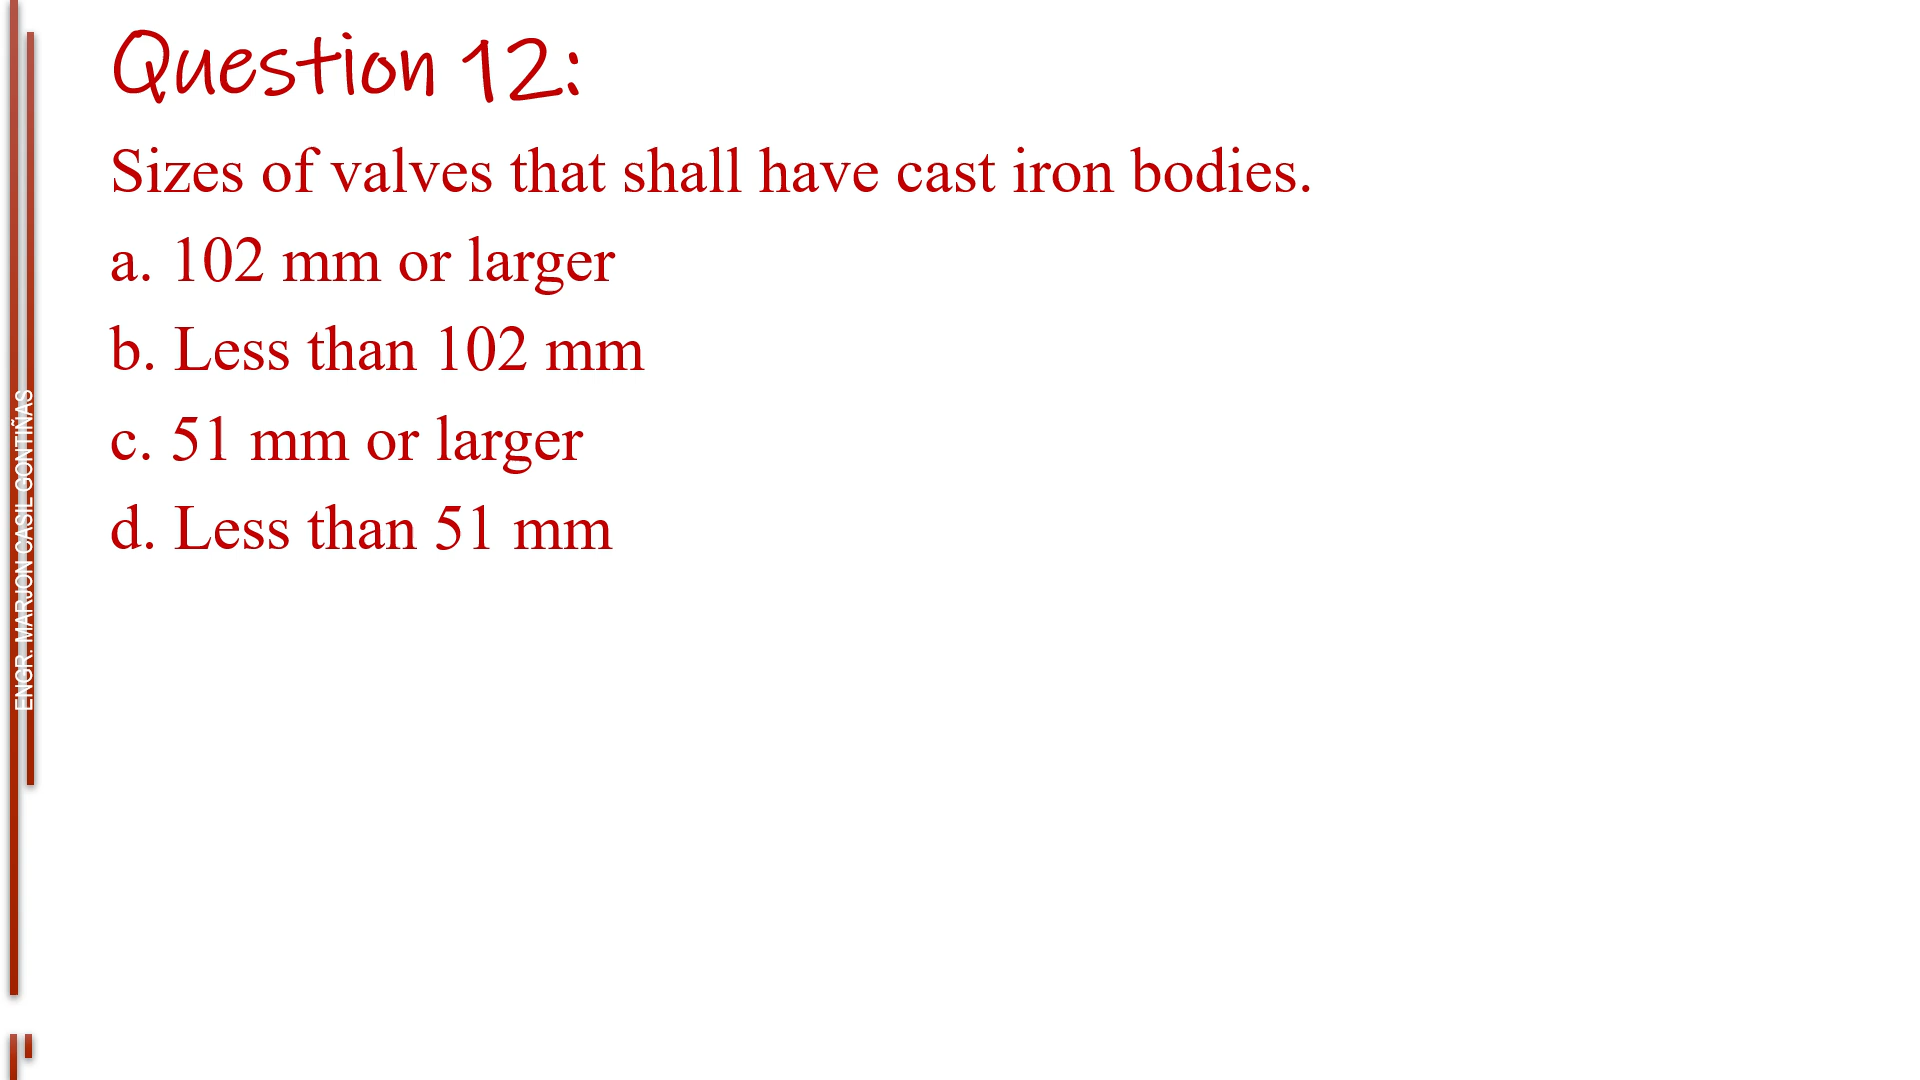 Question 12:
Sizes of valves that shall have cast iron bodies.
a. 102 mm or larger
b. Less than 102 mm
c. 51 mm or larger
d. Less than 51 mm
ENGR. MARJON CASIL GONTIÑAS